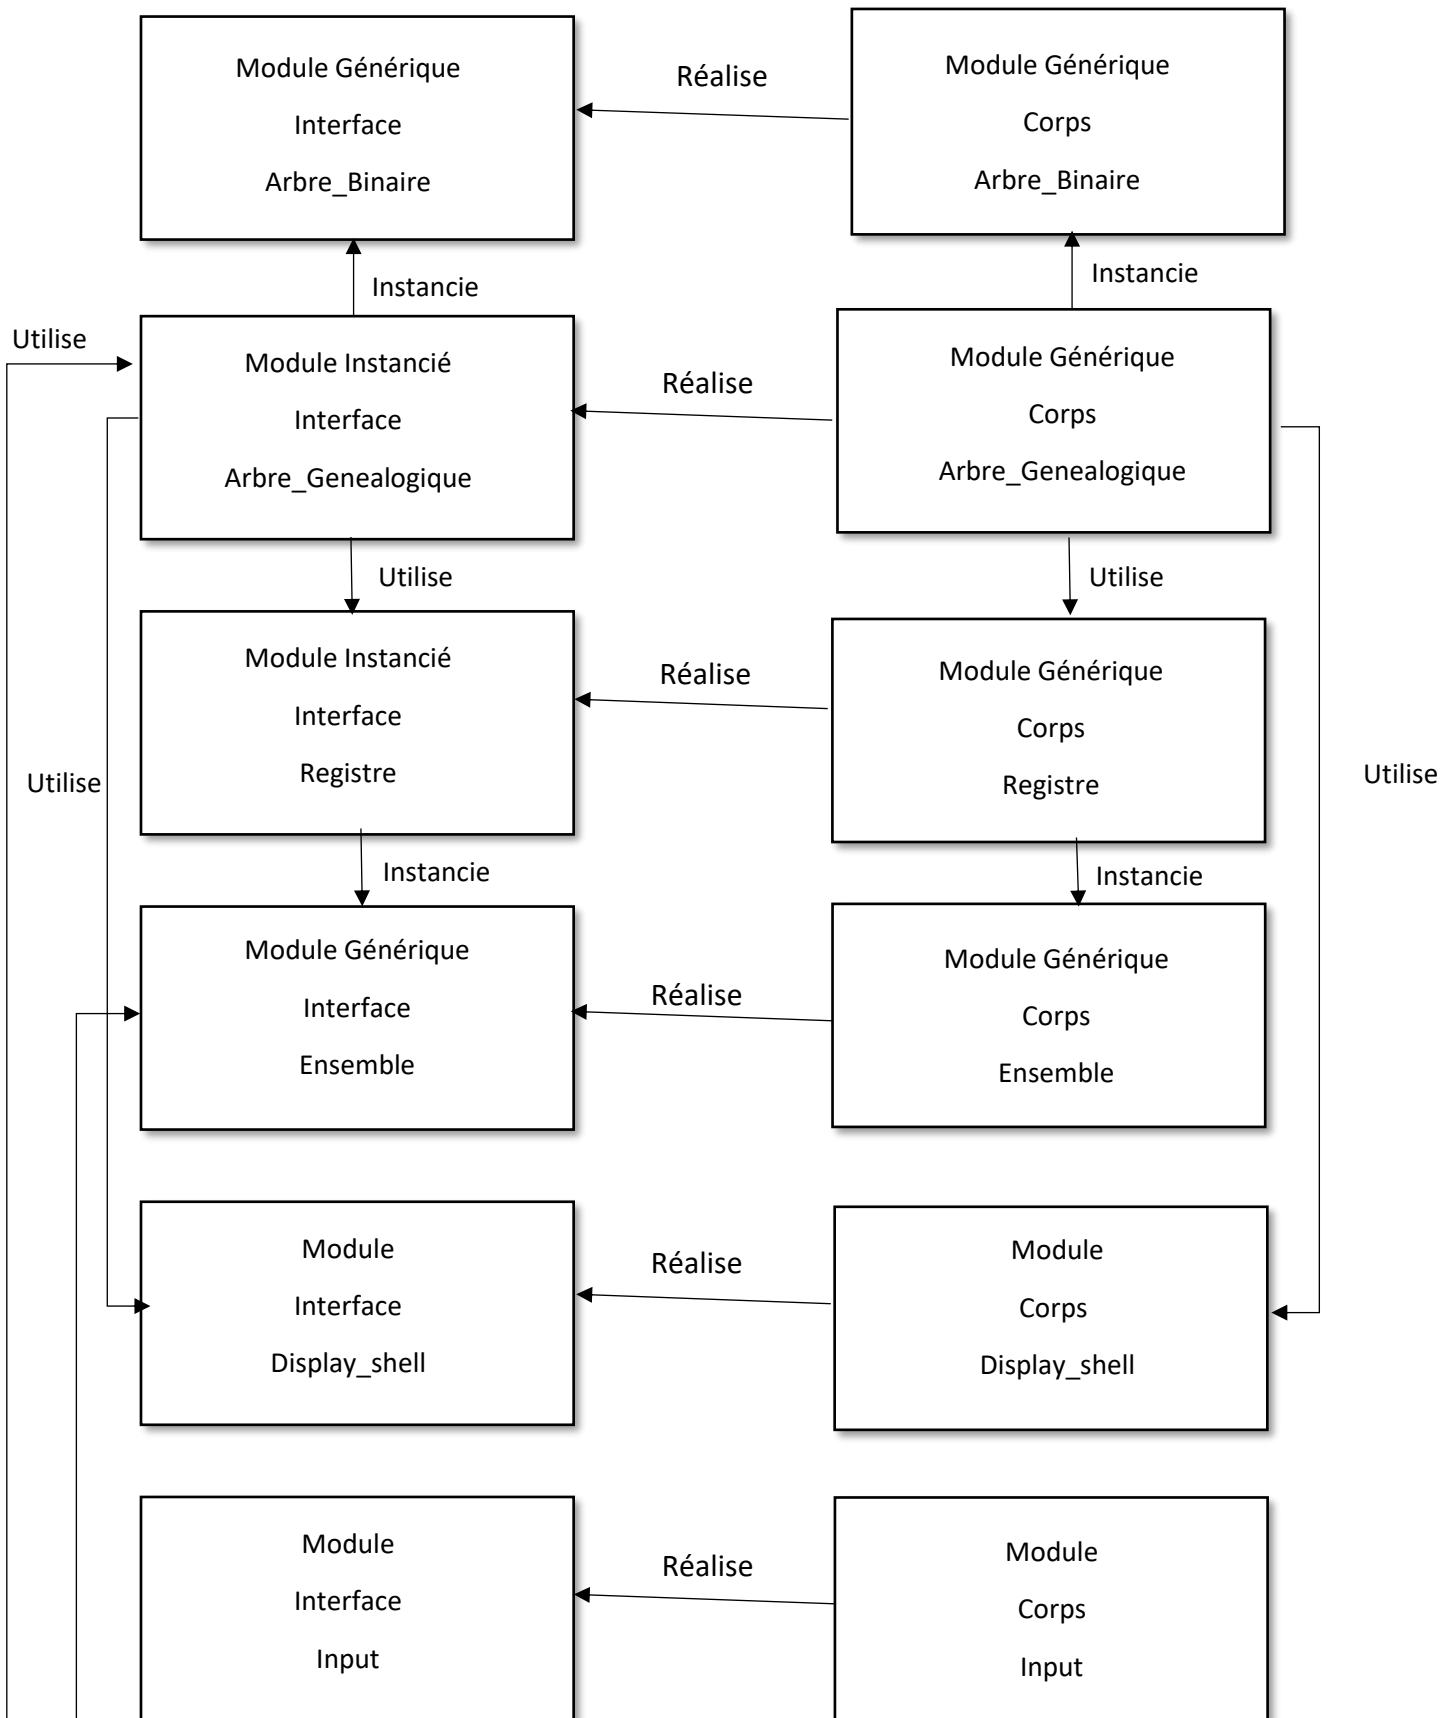 Module Générique
Interface
Arbre_Binaire
Réalise
Module Générique
Corps
Arbre_Binaire
Instancie
Instancie
Utilise
Module Instancié
Interface
Arbre_Genealogique
Réalise
Module Générique
Corps
Arbre_Genealogique
Utilise
Utilise
Module Instancié
Interface
Registre
Réalise
Module Générique
Corps
Registre
Utilise
Utilise
Instancie
Instancie
Module Générique
Interface
Ensemble
Réalise
Module Générique
Corps
Ensemble
Module
Interface
Display_shell
Réalise
Module
Corps
Display_shell
Module
Interface
Input
Réalise
Module
Corps
Input